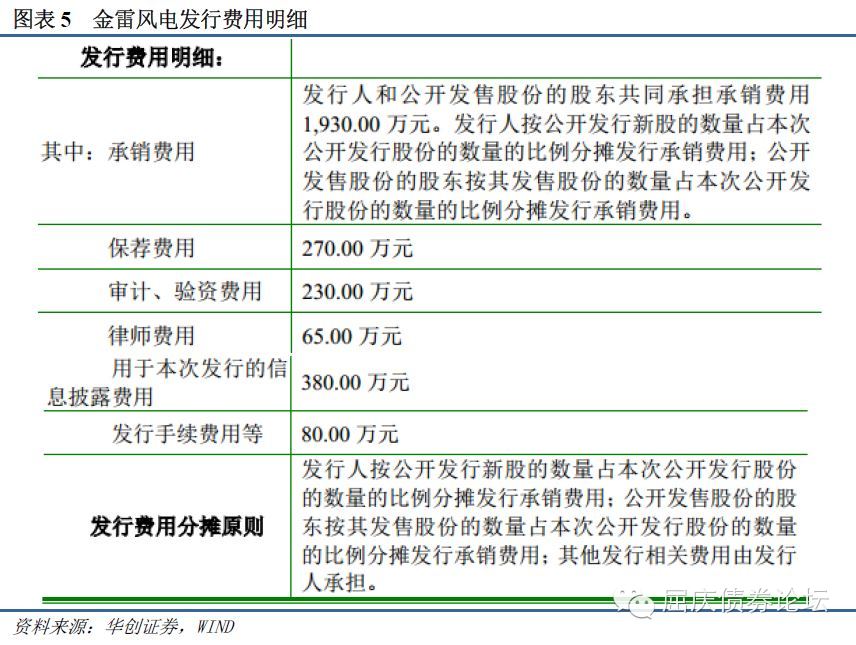 图表 5 金雷风电发行费用明细
发行费用明细:
其中：承销费用
发行人和公开发售股份的股东共同承担承销费用
1,930.00 万元。发行人按公开发行新股的数量占本次
公开发行股份的数量的比例分摊发行承销费用；公开
发售股份的股东按其发售股份的数量占本次公开发
行股份的数量的比例分摊发行承销费用。
保荐费用
270.00 万元
审计、验资费用
230.00 万元
律师费用
65.00 万元
用于本次发行的信
息披露费用
380.00 万元
发行手续费用等
80.00 万元
发行费用分摊原则
发行人按公开发行新股的数量占本次公开发行股份
的数量的比例分摊发行承销费用；公开发售股份的股
东按其发售股份的数量占本次公开发行股份的数量
的比例分摊发行承销费用；其他发行相关费用由发行
人承担。
屈庆债券论坛
资料来源：华创证券，WIND